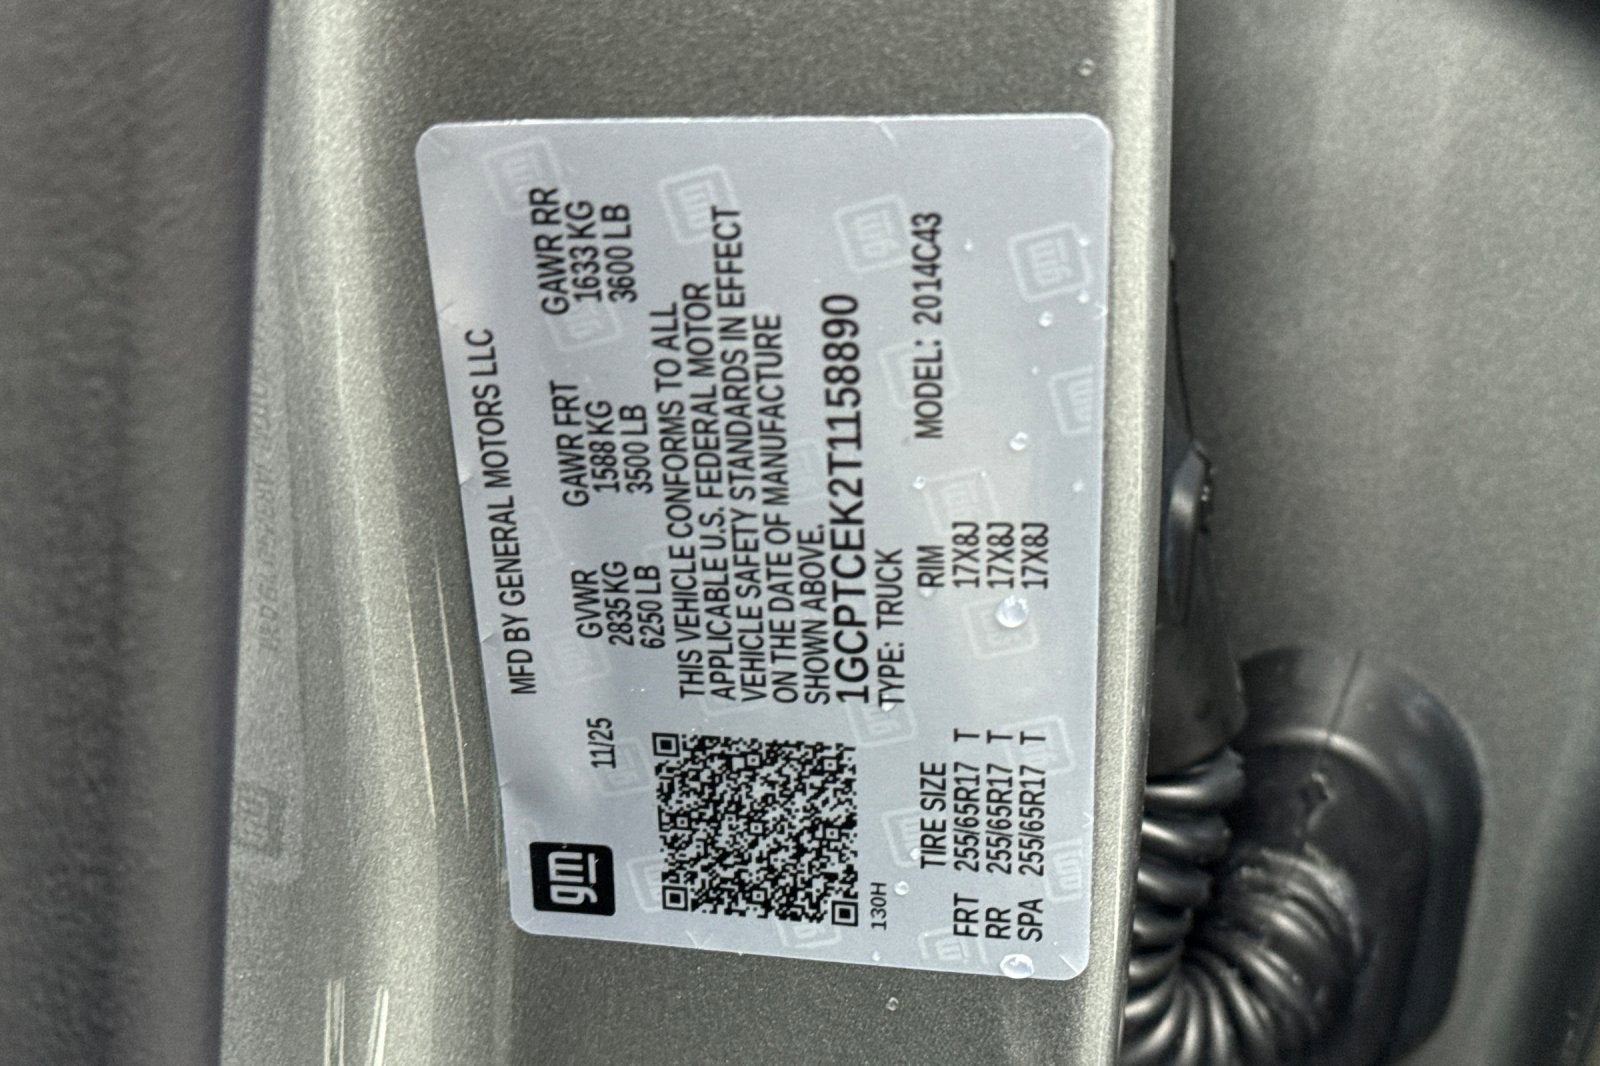 gm
11/25
MFD BY GENERAL MOTORS LLC
GVWR GAWR FRT GAWR RR
2835 KG 1588 KG 1633 KG
6250 LB 3500 LB 3600 LB
THIS VEHICLE CONFORMS TO ALL
APPLICABLE U.S. FEDERAL MOTOR
VEHICLE SAFETY STANDARDS IN EFFECT
ON THE DATE OF MANUFACTURE
SHOWN ABOVE.
1GCPTCEK2T1158890
TYPE: TRUCK MODEL: 2014C43
130H
TIRE SIZE RIM
FRT 255/65R17 T 17X8J
RR 255/65R17 T 17X8J
SPA 255/65R17 T 17X8J